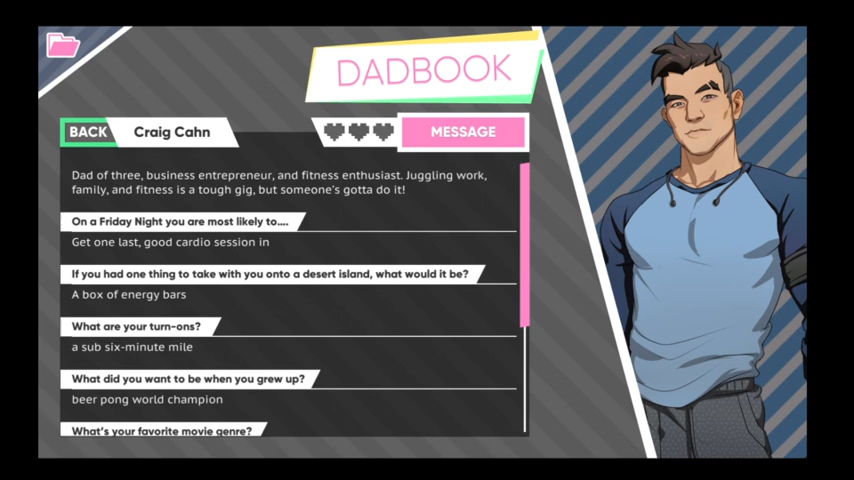 DADBOOK
BACK Craig Cahn MESSAGE
Dad of three, business entrepreneur, and fitness enthusiast. Juggling work,
family, and fitness is a tough gig, but someone's gotta do it!
On a Friday Night you are most likely to....
Get one last, good cardio session in
If you had one thing to take with you onto a desert island, what would it be?
A box of energy bars
What are your turn-ons?
a sub six-minute mile
What did you want to be when you grew up?
beer pong world champion
What's your favorite movie genre?